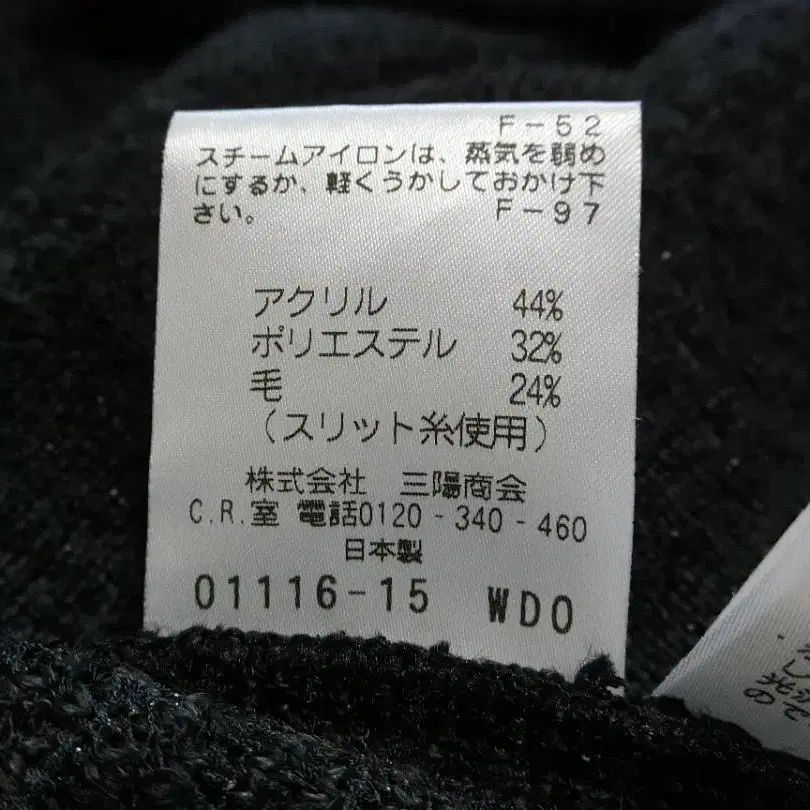 F-52
スチームアイロンは、蒸気を弱め
にするか、軽くうかしておかけ下
さい。 F-97
アクリル 44%
ポリエステル 32%
毛 24%
(スリット糸使用)
株式会社 三陽商会
C.R.室 電話0120-340-460
日本製
01116-15 WDO
ので